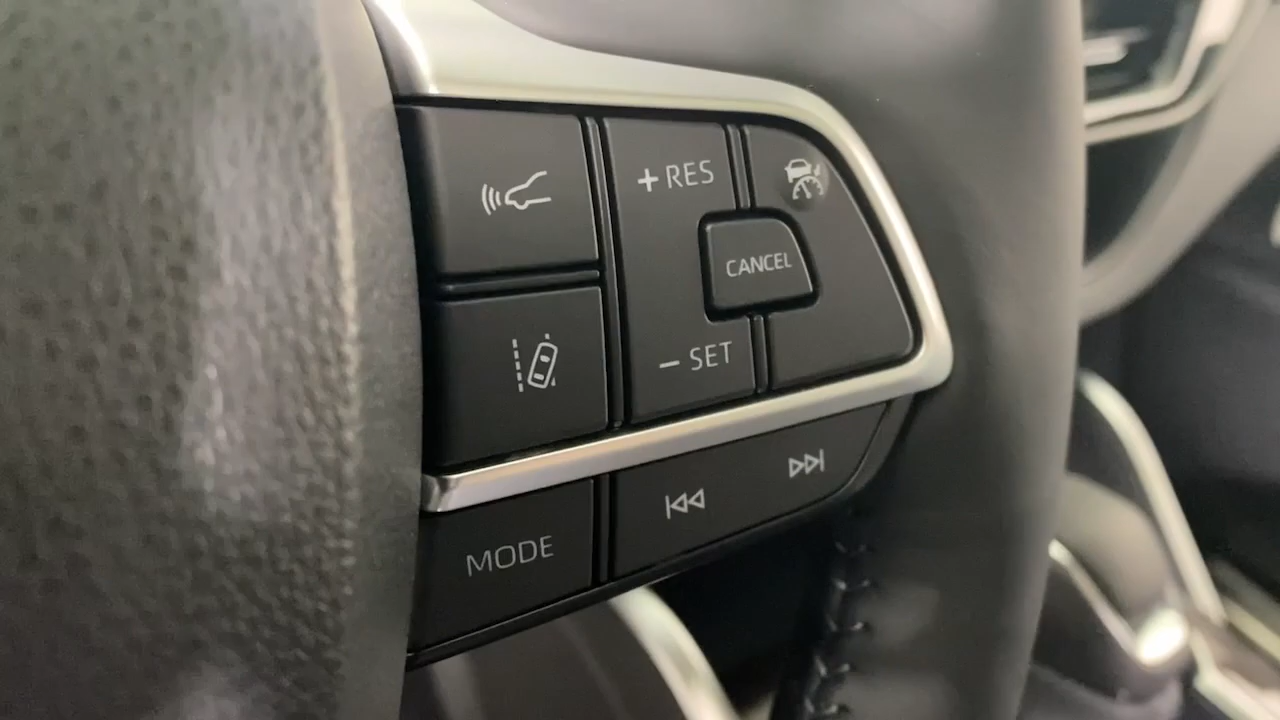 + RES
CANCEL
– SET
MODE